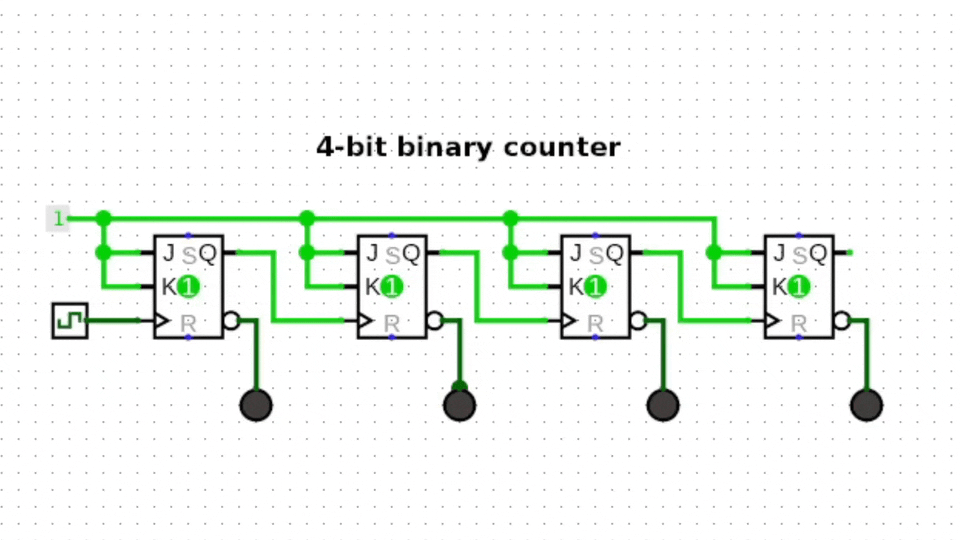 4-bit binary counter
1
J S Q J S Q J S Q J S Q
K 1 K 1 K 1 K 1
R R R R